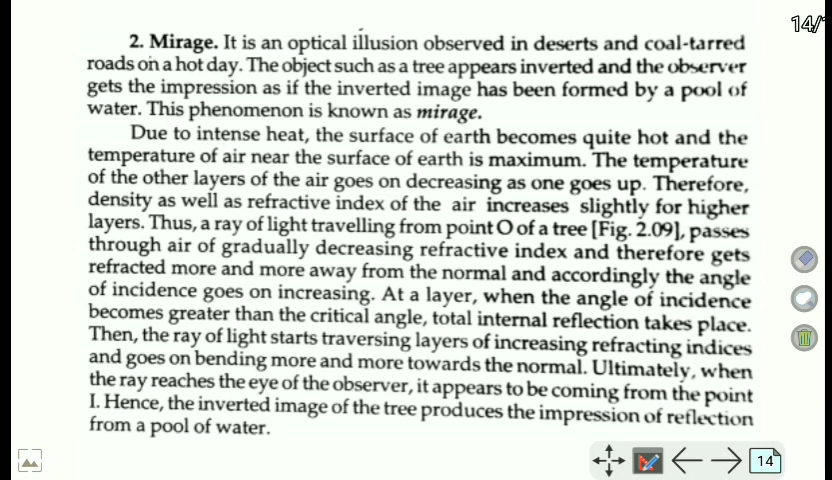 14/
2. Mirage. It is an optical illusion observed in deserts and coal-tarred
roads on a hot day. The object such as a tree appears inverted and the observer
gets the impression as if the inverted image has been formed by a pool of
water. This phenomenon is known as mirage.
Due to intense heat, the surface of earth becomes quite hot and the
temperature of air near the surface of earth is maximum. The temperature
of the other layers of the air goes on decreasing as one goes up. Therefore,
density as well as refractive index of the air increases slightly for higher
layers. Thus, a ray of light travelling from point O of a tree [Fig. 2.09], passes
through air of gradually decreasing refractive index and therefore gets
refracted more and more away from the normal and accordingly the angle
of incidence goes on increasing. At a layer, when the angle of incidence
becomes greater than the critical angle, total internal reflection takes place.
Then, the ray of light starts traversing layers of increasing refracting indices
and goes on bending more and more towards the normal. Ultimately, when
the ray reaches the eye of the observer, it appears to be coming from the point
I. Hence, the inverted image of the tree produces the impression of reflection
from a pool of water.
14